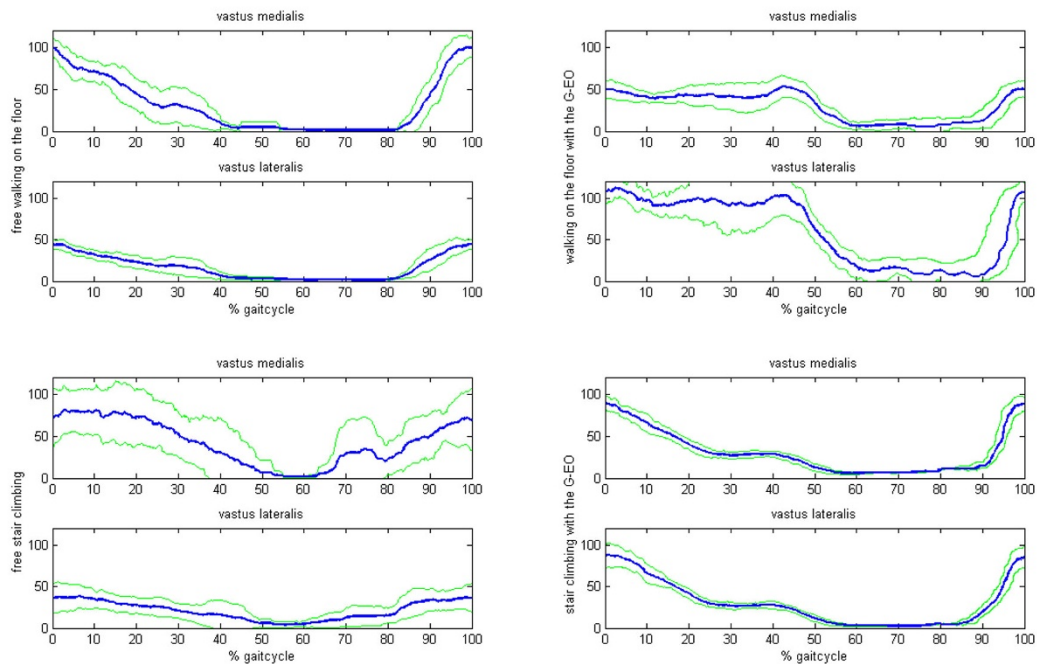 vastus medialis
100
50
0
0 10 20 30 40 50 60 70 80 90 100
vastus lateralis
100
50
0
0 10 20 30 40 50 60 70 80 90 100
% gaitcycle
free walking on the floor
vastus medialis
100
50
0
0 10 20 30 40 50 60 70 80 90 100
vastus lateralis
100
50
0
0 10 20 30 40 50 60 70 80 90 100
% gaitcycle
walking on the floor with the G-EO
vastus medialis
100
50
0
0 10 20 30 40 50 60 70 80 90 100
vastus lateralis
100
50
0
0 10 20 30 40 50 60 70 80 90 100
% gaitcycle
free stair climbing
vastus medialis
100
50
0
0 10 20 30 40 50 60 70 80 90 100
vastus lateralis
100
50
0
0 10 20 30 40 50 60 70 80 90 100
% gaitcycle
stair climbing with the G-EO